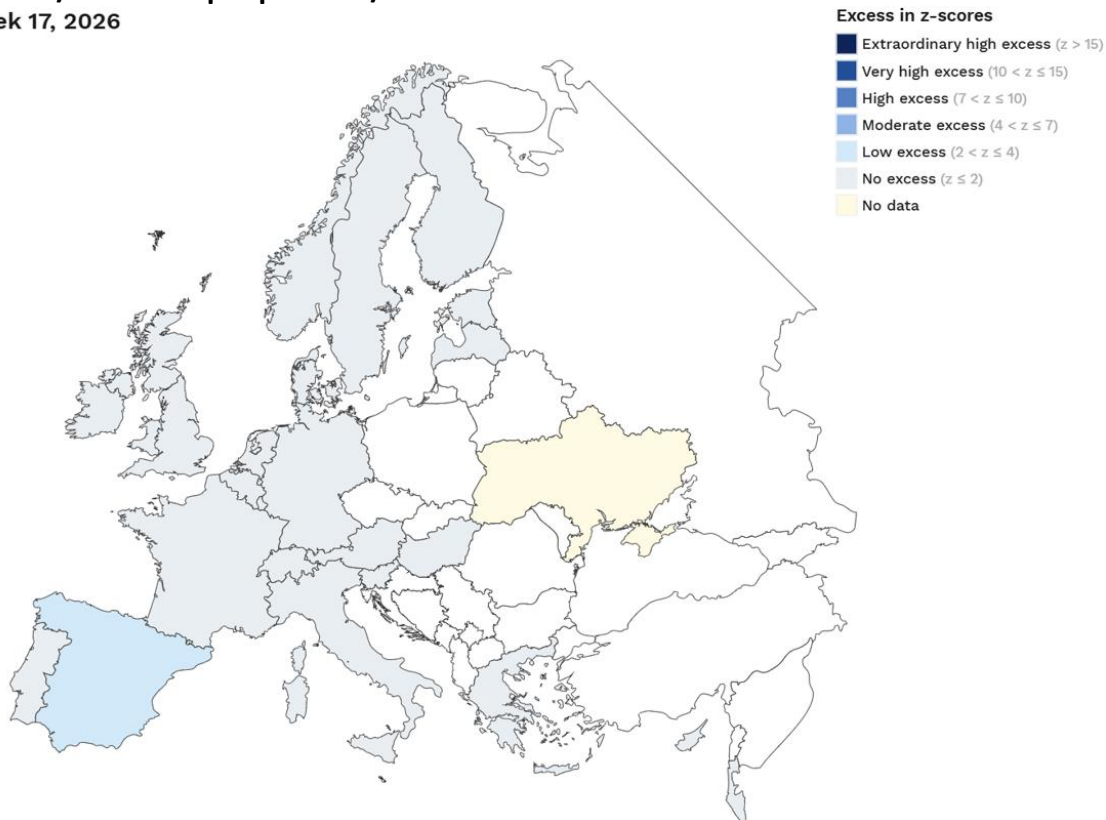 ek 17, 2026
Excess in z-scores
Extraordinary high excess (z > 15)
Very high excess (10 < z ≤ 15)
High excess (7 < z ≤ 10)
Moderate excess (4 < z ≤ 7)
Low excess (2 < z ≤ 4)
No excess (z ≤ 2)
No data